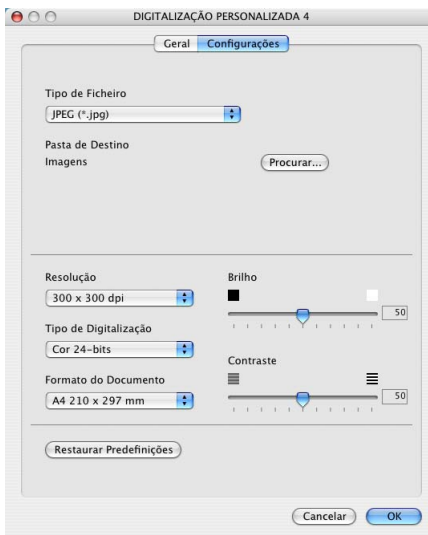 DIGITALIZAÇÃO PERSONALIZADA 4
Geral Configurações
Tipo de Ficheiro
JPEG (*.jpg)
Pasta de Destino
Imagens Procurar...
Resolução
300 x 300 dpi
Tipo de Digitalização
Cor 24-bits
Formato do Documento
A4 210 x 297 mm
Brilho
50
Contraste
50
Restaurar Predefinições
Cancelar OK